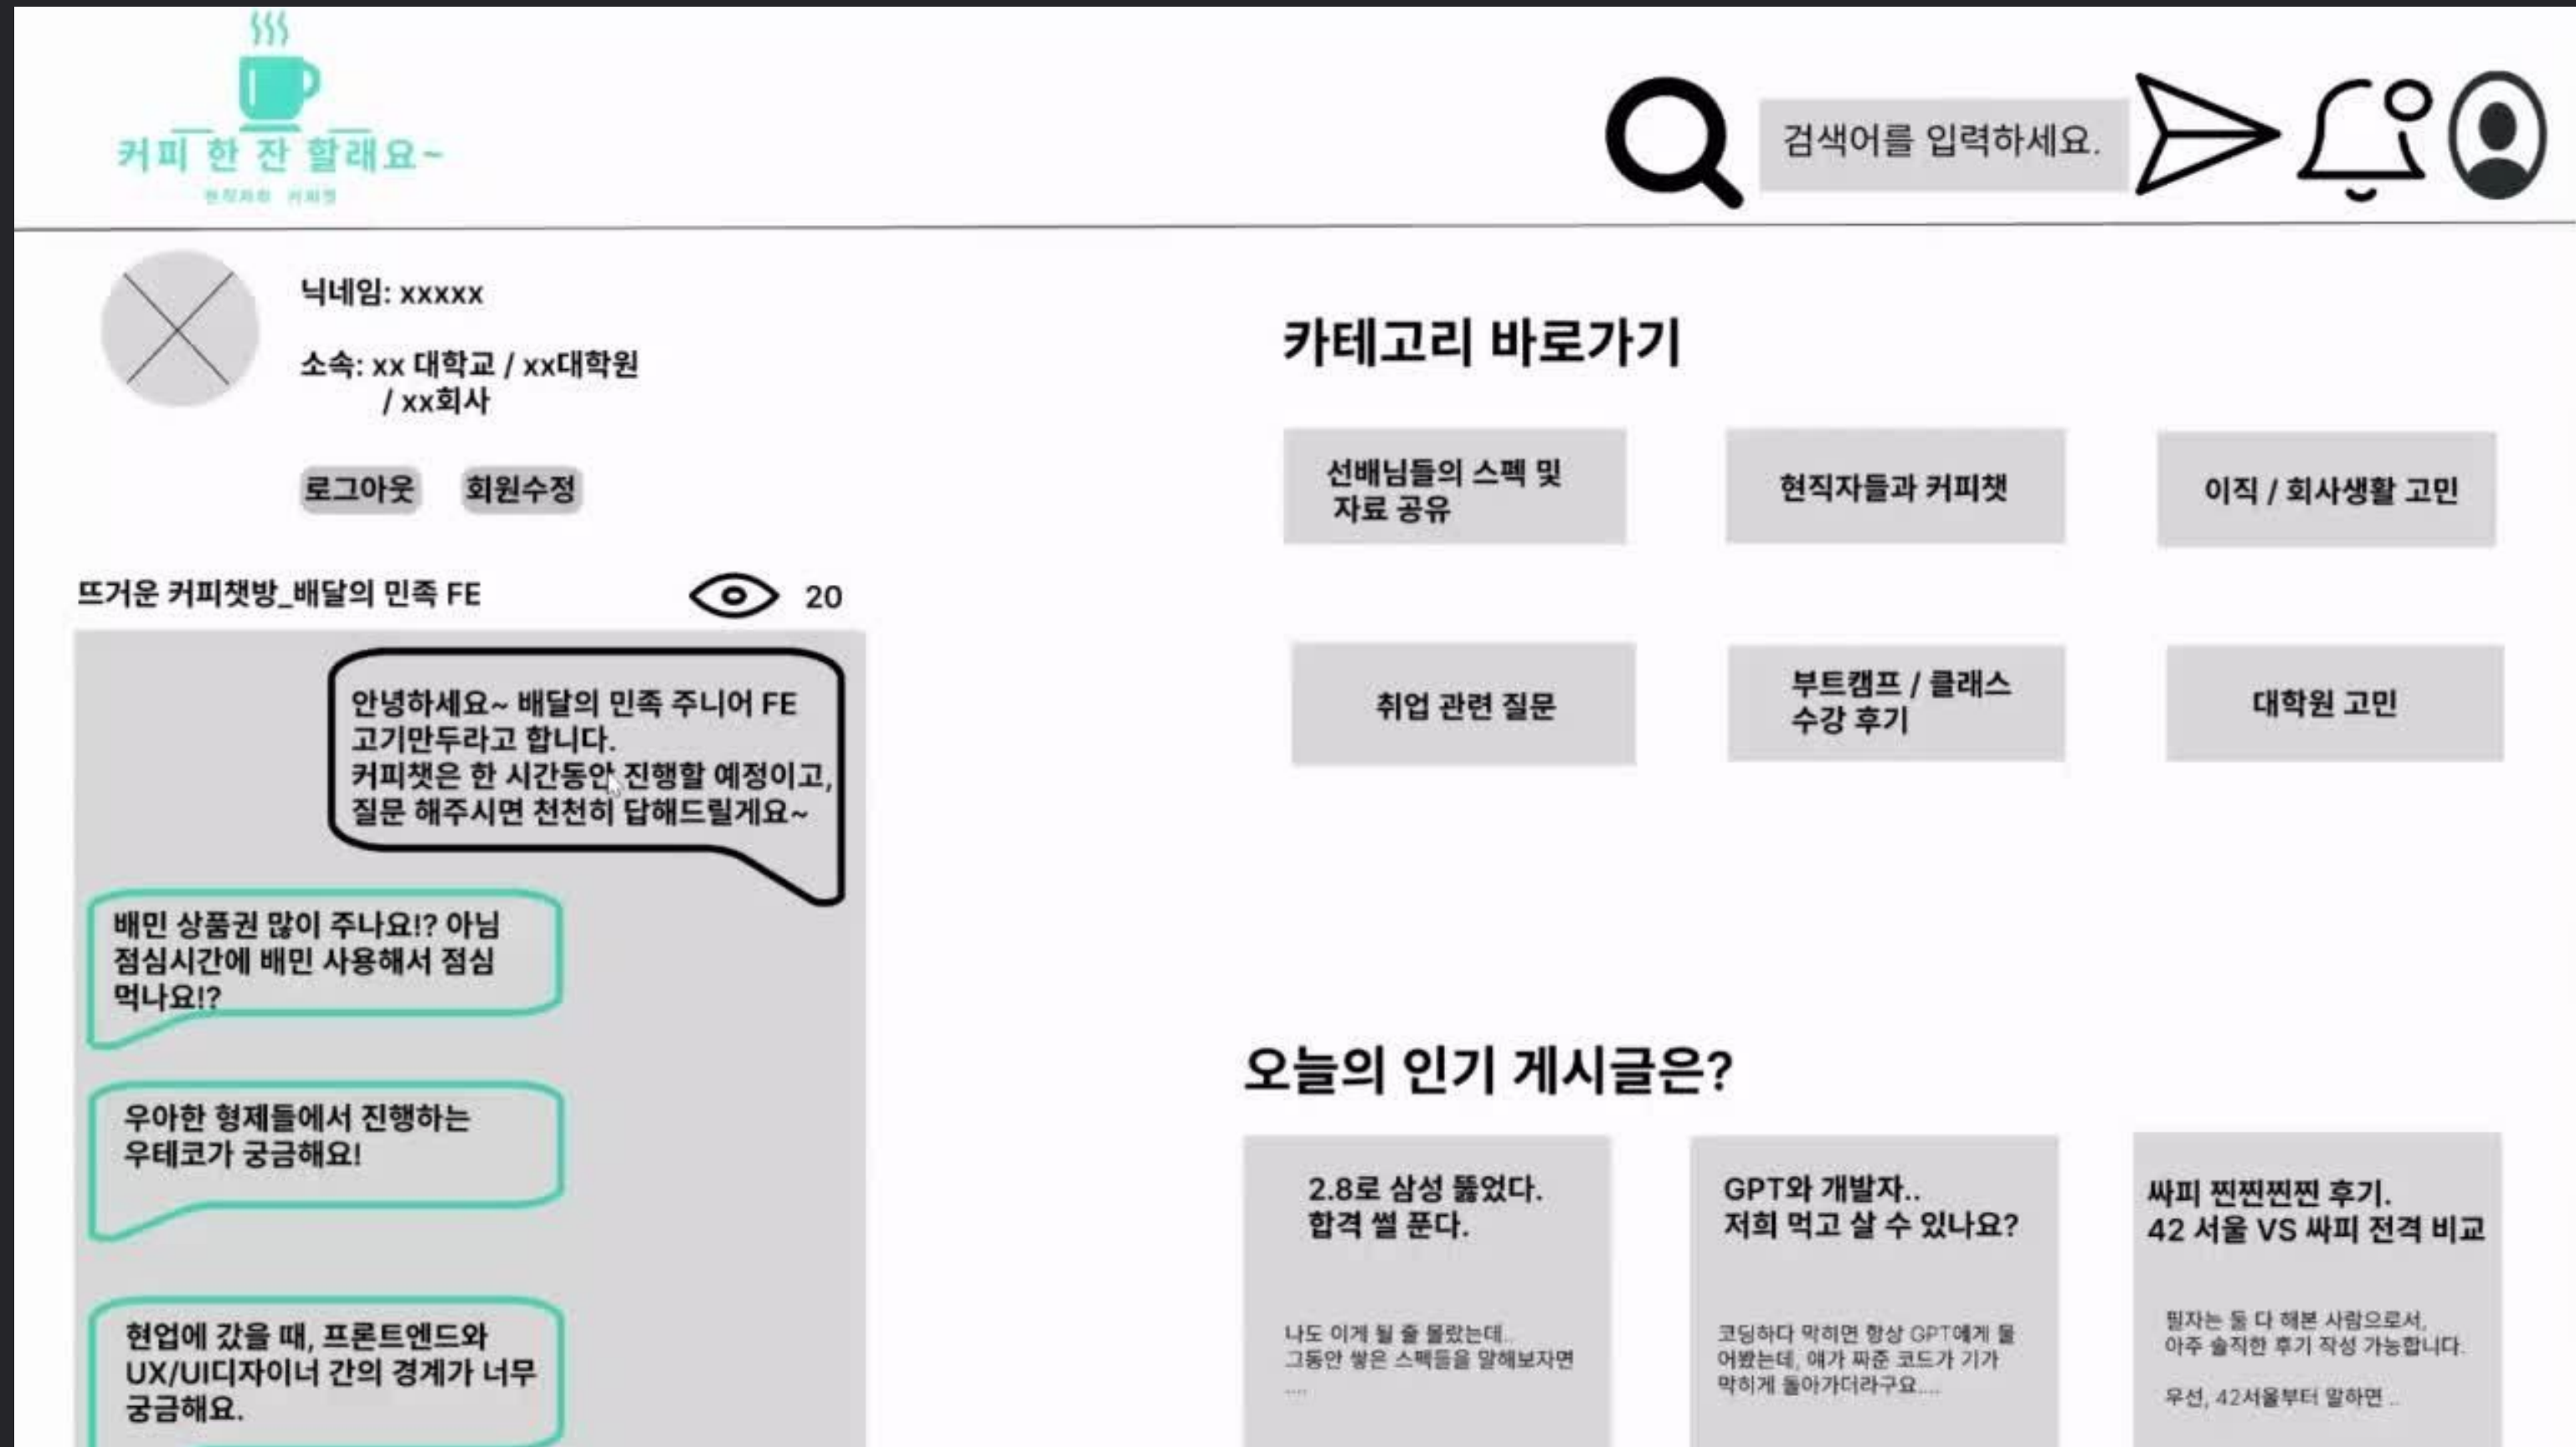 커피 한 잔 할래요~
현직자와 커피챗
검색어를 입력하세요.
닉네임: xxxxx
소속: xx 대학교 / xx대학원
/ xx회사
로그아웃
회원수정
뜨거운 커피챗방_배달의 민족 FE
20
안녕하세요~ 배달의 민족 주니어 FE
고기만두라고 합니다.
커피챗은 한 시간동안 진행할 예정이고,
질문 해주시면 천천히 답해드릴게요~
배민 상품권 많이 주나요!? 아님
점심시간에 배민 사용해서 점심
먹나요!?
우아한 형제들에서 진행하는
우테코가 궁금해요!
현업에 갔을 때, 프론트엔드와
UX/UI디자이너 간의 경계가 너무
궁금해요.
카테고리 바로가기
선배님들의 스펙 및
자료 공유
현직자들과 커피챗
이직 / 회사생활 고민
취업 관련 질문
부트캠프 / 클래스
수강 후기
대학원 고민
오늘의 인기 게시글은?
2.8로 삼성 뚫었다.
합격 썰 푼다.
나도 이게 될 줄 몰랐는데..
그동안 쌓은 스펙들을 말해보자면
....
GPT와 개발자..
저희 먹고 살 수 있나요?
코딩하다 막히면 항상 GPT에게 물
어봤는데, 얘가 짜준 코드가 기가
막히게 돌아가더라구요....
싸피 찐찐찐찐 후기.
42 서울 VS 싸피 전격 비교
필자는 둘 다 해본 사람으로서,
아주 솔직한 후기 작성 가능합니다.
우선, 42서울부터 말하면 ..